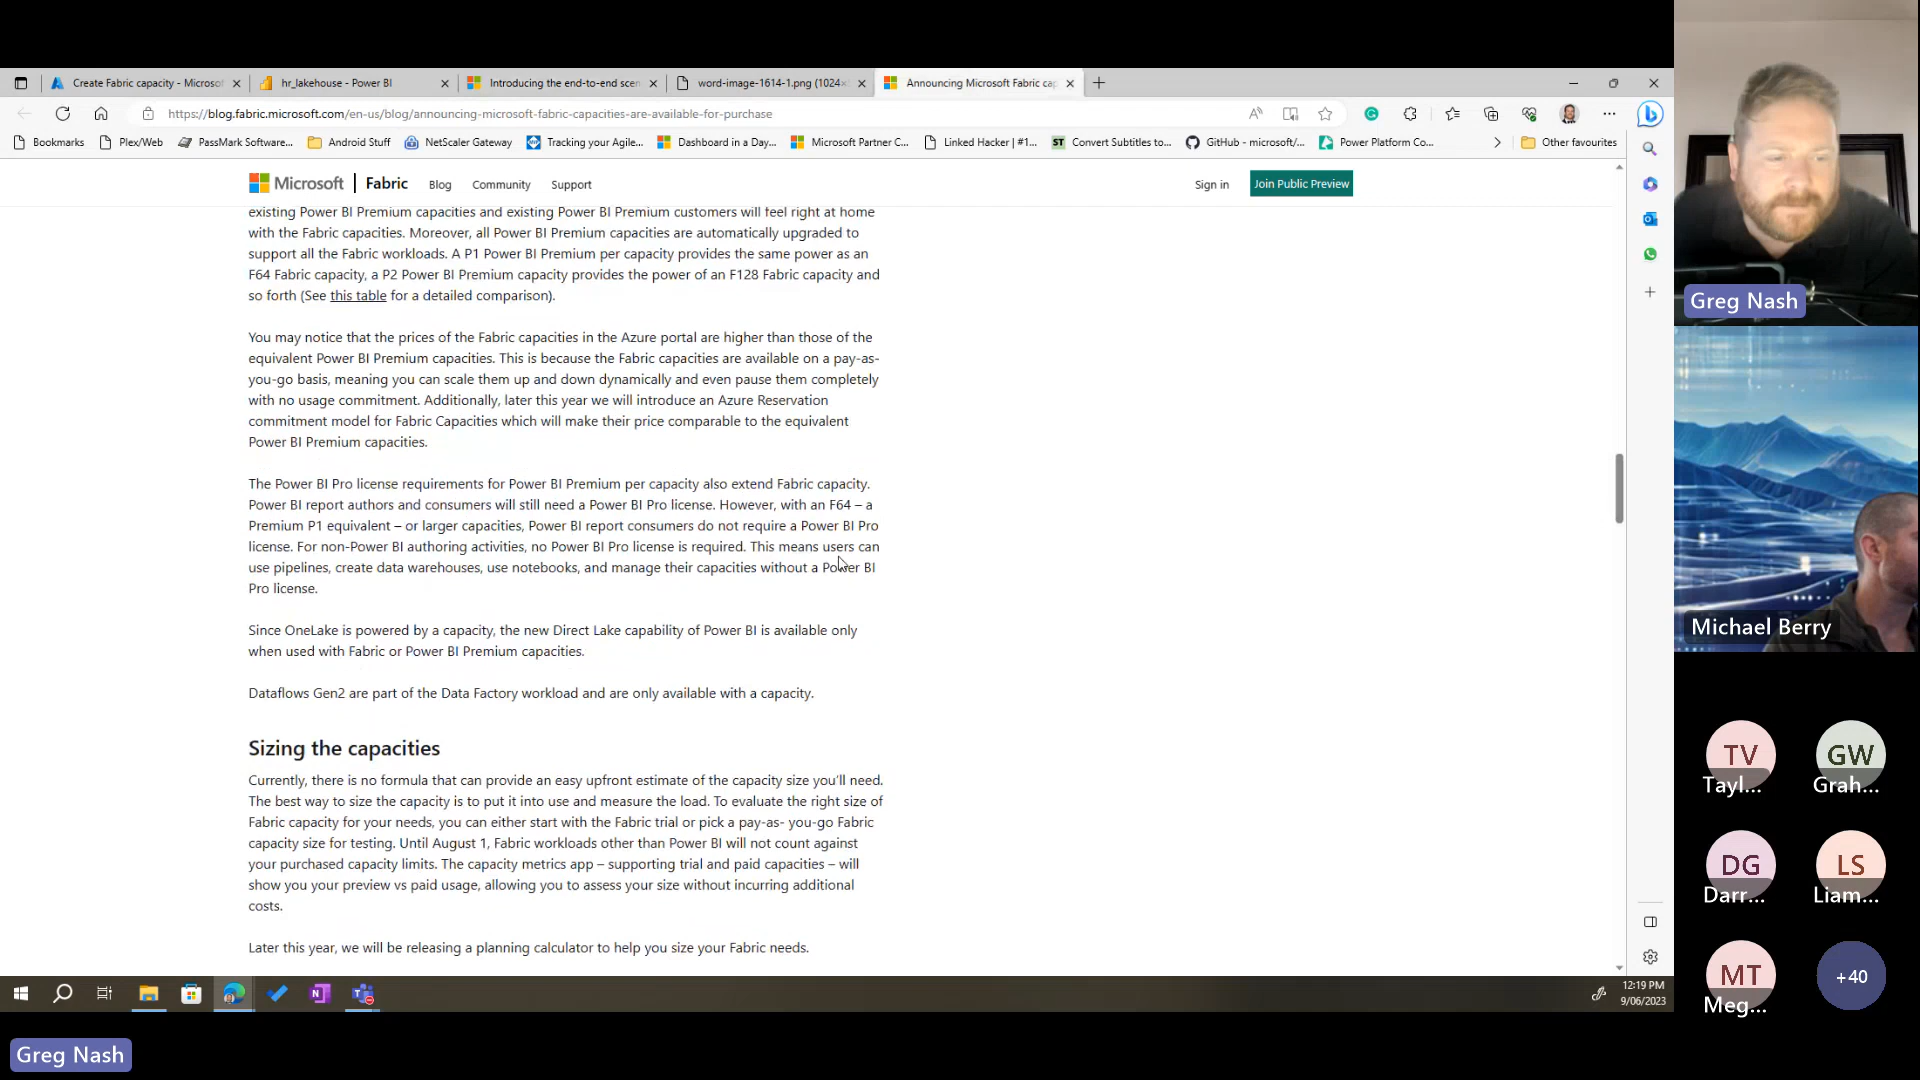 Create Fabric capacity - Microsof
hr_lakehouse - Power BI
Introducing the end-to-end scen
word-image-1614-1.png (1024×
Announcing Microsoft Fabric cap
https://blog.fabric.microsoft.com/en-us/blog/announcing-microsoft-fabric-capacities-are-available-for-purchase
Bookmarks
Plex/Web
PassMark Software...
Android Stuff
NetScaler Gateway
Tracking your Agile...
Dashboard in a Day...
Microsoft Partner C...
Linked Hacker | #1...
ST Convert Subtitles to...
GitHub - microsoft/...
Power Platform Co...
Other favourites
Microsoft | Fabric Blog Community Support Sign in Join Public Preview
existing Power BI Premium capacities and existing Power BI Premium customers will feel right at home
with the Fabric capacities. Moreover, all Power BI Premium capacities are automatically upgraded to
support all the Fabric workloads. A P1 Power BI Premium per capacity provides the same power as an
F64 Fabric capacity, a P2 Power BI Premium capacity provides the power of an F128 Fabric capacity and
so forth (See this table for a detailed comparison).
You may notice that the prices of the Fabric capacities in the Azure portal are higher than those of the
equivalent Power BI Premium capacities. This is because the Fabric capacities are available on a pay-as-
you-go basis, meaning you can scale them up and down dynamically and even pause them completely
with no usage commitment. Additionally, later this year we will introduce an Azure Reservation
commitment model for Fabric Capacities which will make their price comparable to the equivalent
Power BI Premium capacities.
The Power BI Pro license requirements for Power BI Premium per capacity also extend Fabric capacity.
Power BI report authors and consumers will still need a Power BI Pro license. However, with an F64 – a
Premium P1 equivalent – or larger capacities, Power BI report consumers do not require a Power BI Pro
license. For non-Power BI authoring activities, no Power BI Pro license is required. This means users can
use pipelines, create data warehouses, use notebooks, and manage their capacities without a Power BI
Pro license.
Since OneLake is powered by a capacity, the new Direct Lake capability of Power BI is available only
when used with Fabric or Power BI Premium capacities.
Dataflows Gen2 are part of the Data Factory workload and are only available with a capacity.
Sizing the capacities
Currently, there is no formula that can provide an easy upfront estimate of the capacity size you'll need.
The best way to size the capacity is to put it into use and measure the load. To evaluate the right size of
Fabric capacity for your needs, you can either start with the Fabric trial or pick a pay-as- you-go Fabric
capacity size for testing. Until August 1, Fabric workloads other than Power BI will not count against
your purchased capacity limits. The capacity metrics app – supporting trial and paid capacities – will
show you your preview vs paid usage, allowing you to assess your size without incurring additional
costs.
Later this year, we will be releasing a planning calculator to help you size your Fabric needs.
12:19 PM
9/06/2023
Greg Nash
Greg Nash
Michael Berry
TV
Tayl...
GW
Grah...
DG
Darr...
LS
Liam...
MT
Meg...
+40